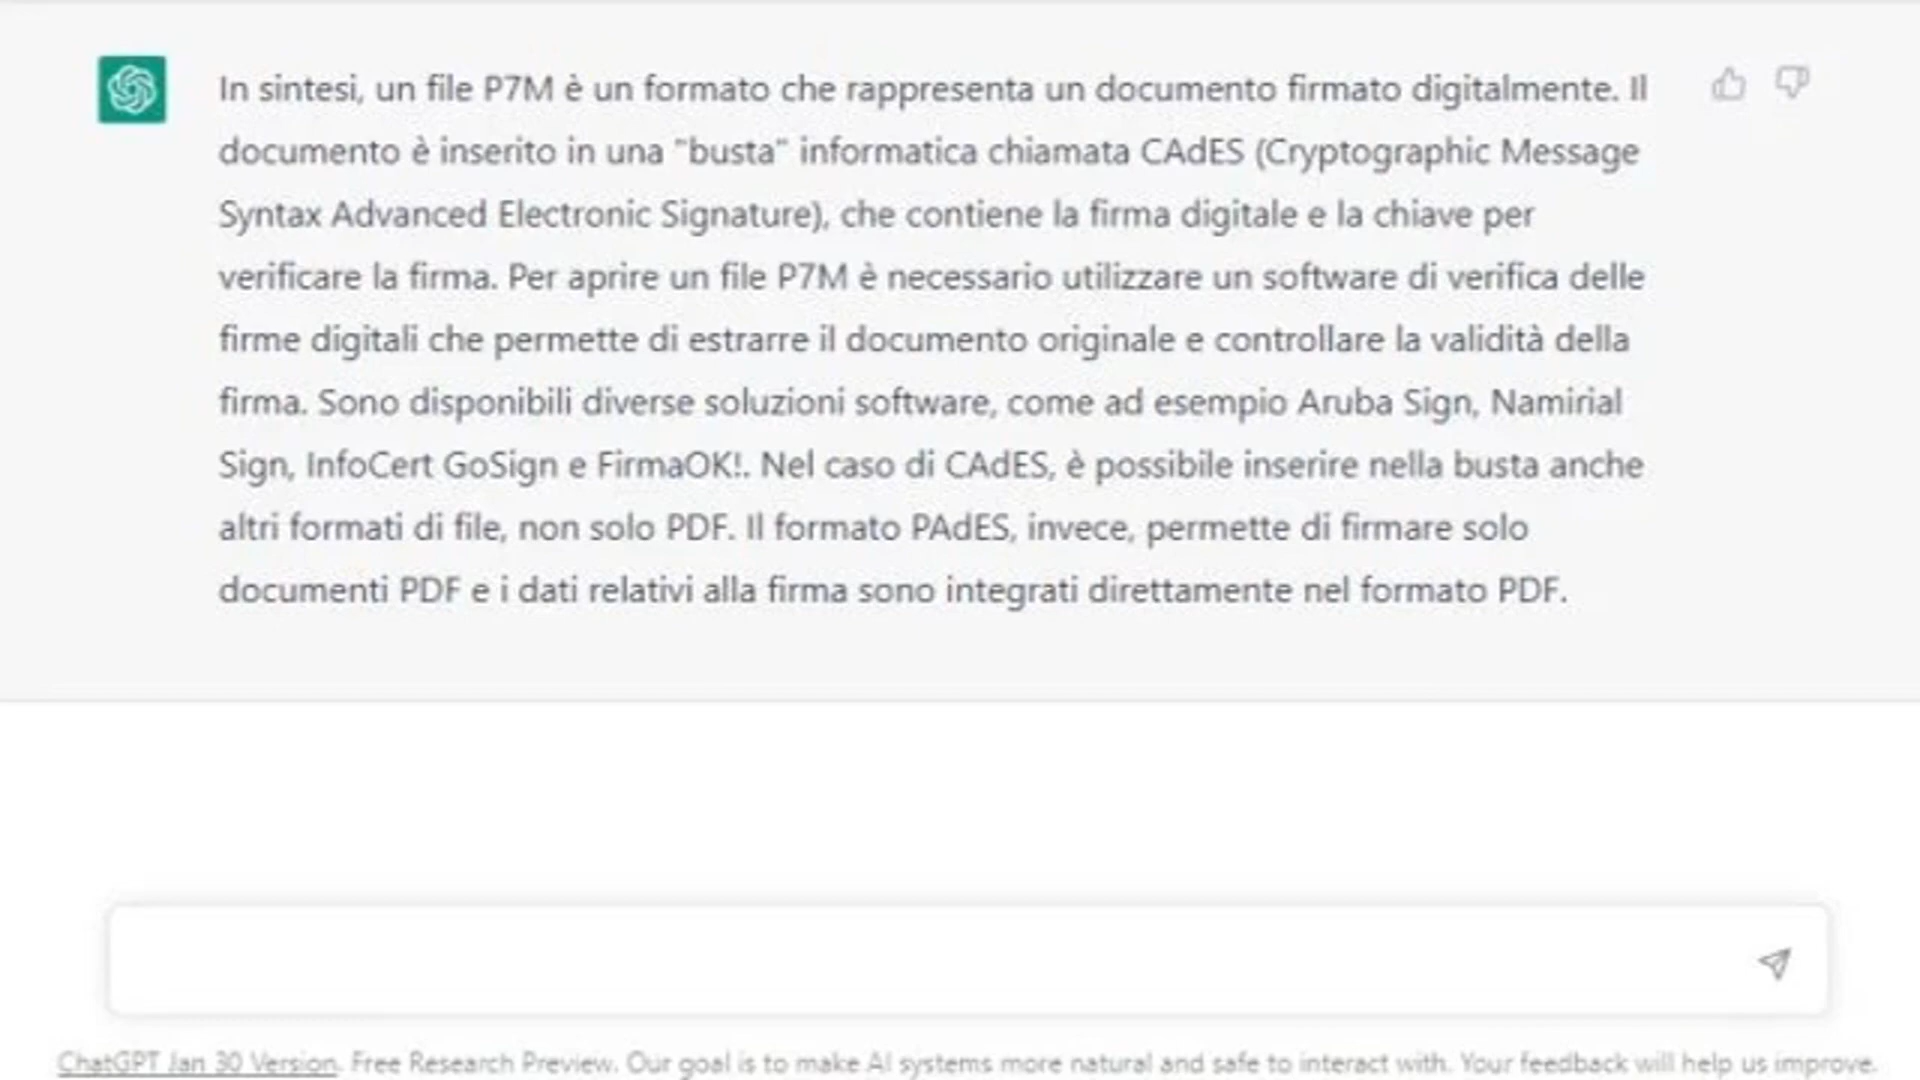 In sintesi, un file P7M è un formato che rappresenta un documento firmato digitalmente. Il
documento è inserito in una "busta" informatica chiamata CAdES (Cryptographic Message
Syntax Advanced Electronic Signature), che contiene la firma digitale e la chiave per
verificare la firma. Per aprire un file P7M è necessario utilizzare un software di verifica delle
firme digitali che permette di estrarre il documento originale e controllare la validità della
firma. Sono disponibili diverse soluzioni software, come ad esempio Aruba Sign, Namirial
Sign, InfoCert GoSign e FirmaOK!. Nel caso di CAdES, è possibile inserire nella busta anche
altri formati di file, non solo PDF. Il formato PAdES, invece, permette di firmare solo
documenti PDF e i dati relativi alla firma sono integrati direttamente nel formato PDF.
ChatGPT Jan 30 Version. Free Research Preview. Our goal is to make AI systems more natural and safe to interact with. Your feedback will help us improve.